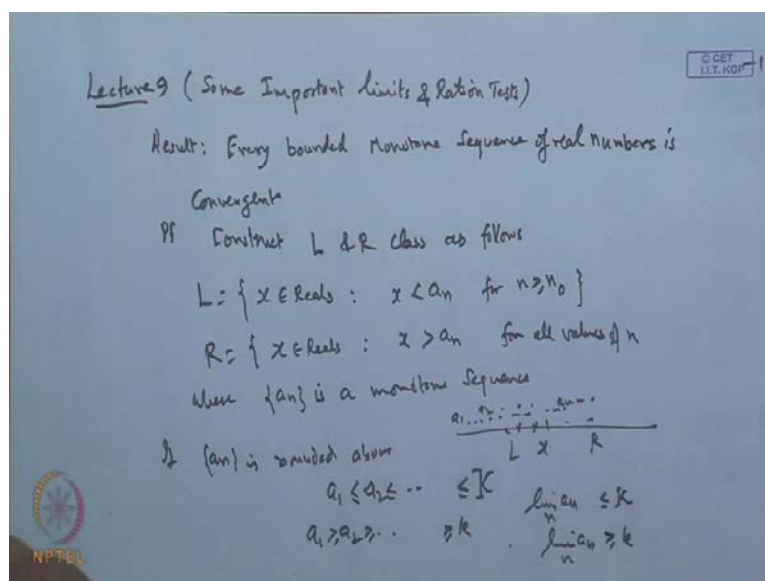 © CET
I.I.T. KGP
Lecture 9 (Some Important limits & Ration Tests)
Result: Every bounded Monotone Sequence of real numbers is
Convergent
Pf Construct L & R class as follows
L = { x ∈ Reals : x < an for n ≥ n0 }
R = { x ∈ Reals : x > an for all values of n
where {an} is a monotone Sequence
a1 .. a2 .. an ..
If {an} is bounded above
L x R
a1 ≤ a2 ≤ .. ≤ K lim an ≤ K
n
a1 ≥ a2 ≥ .. ≥ k . lim an ≥ k
n
NPTEL